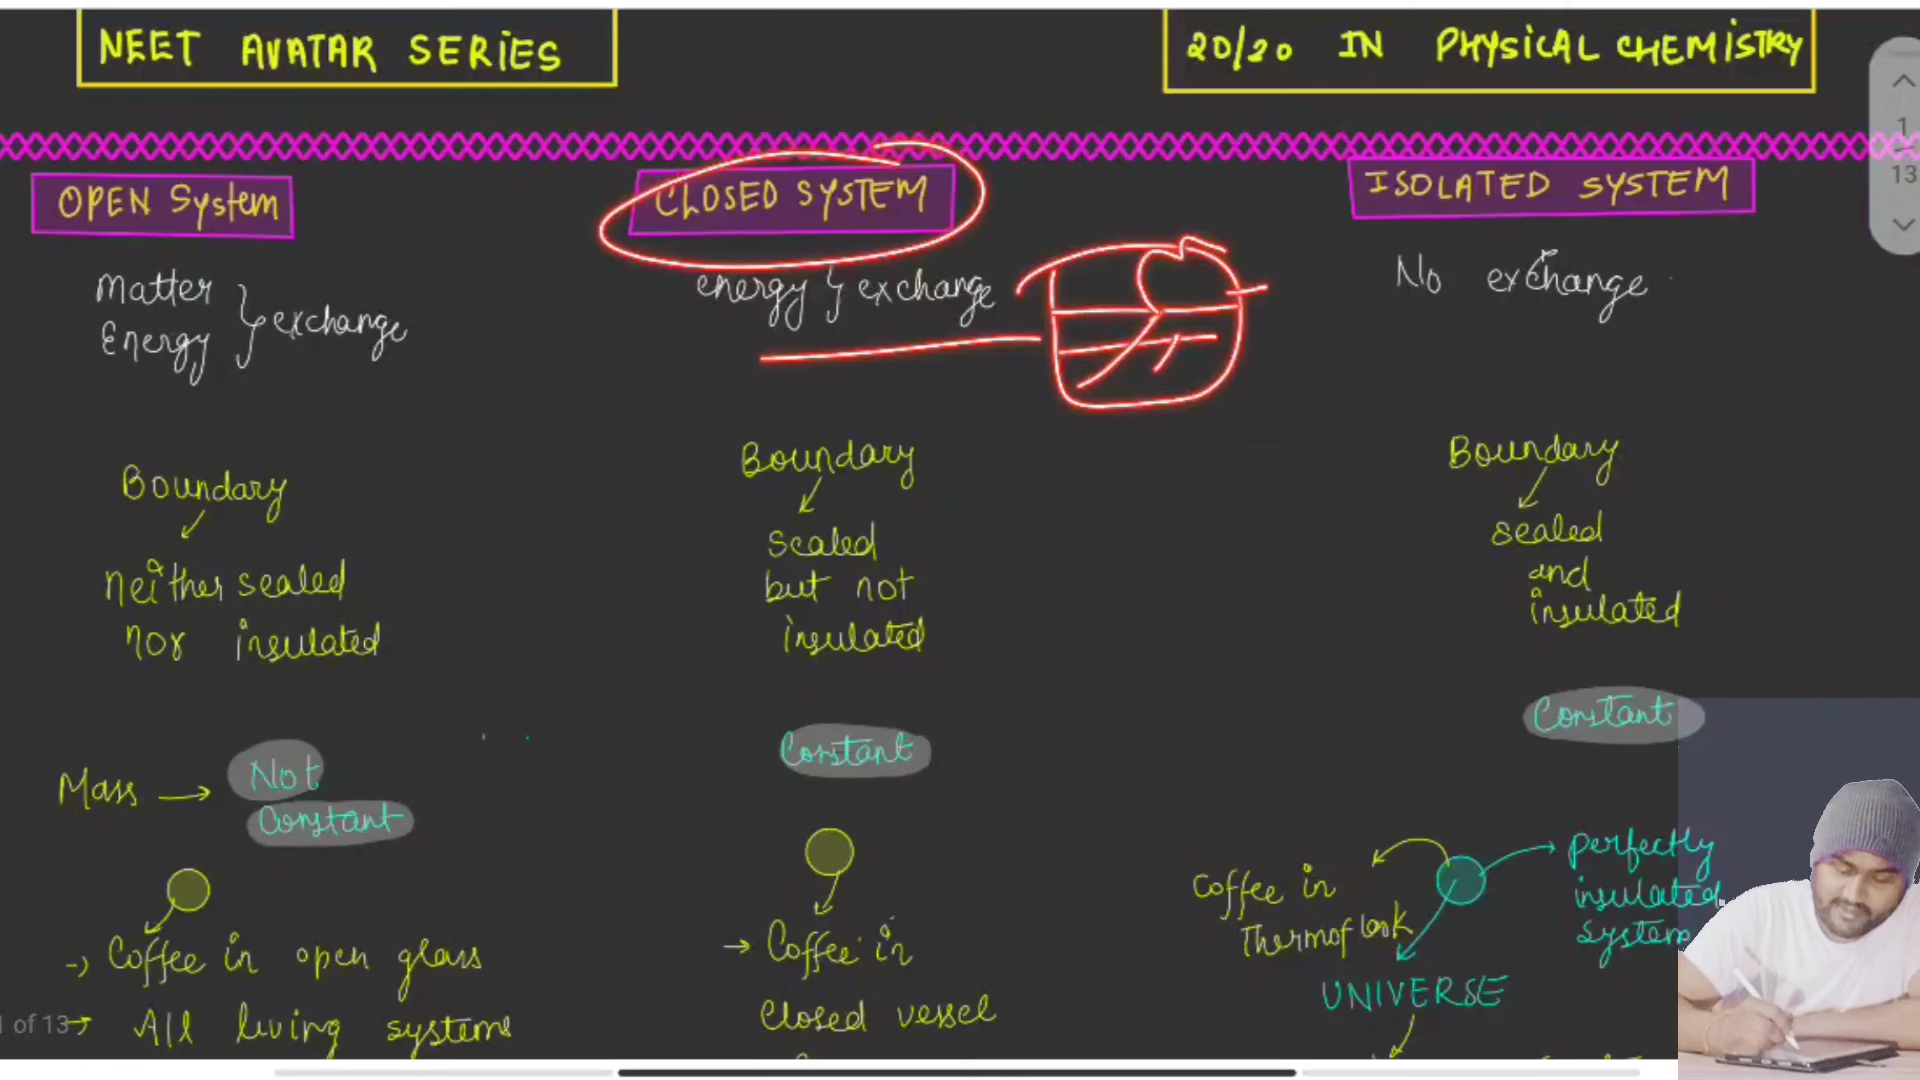 NEET AVATAR SERIES
20/20 IN PHYSICAL CHEMISTRY
1
13
OPEN System
Matter
Energy } exchange
Boundary
neither sealed
nor insulated
Mass → Not
Constant
-> Coffee in open glass
→ All living systems
CLOSED SYSTEM
energy } exchange
Boundary
sealed
but not
insulated
Constant
→ Coffee in
Closed vessel
ISOLATED SYSTEM
No exchange
Boundary
sealed
and
insulated
Constant
Coffee in
Thermoflask
perfectly
insulated
system
UNIVERSE
of 13